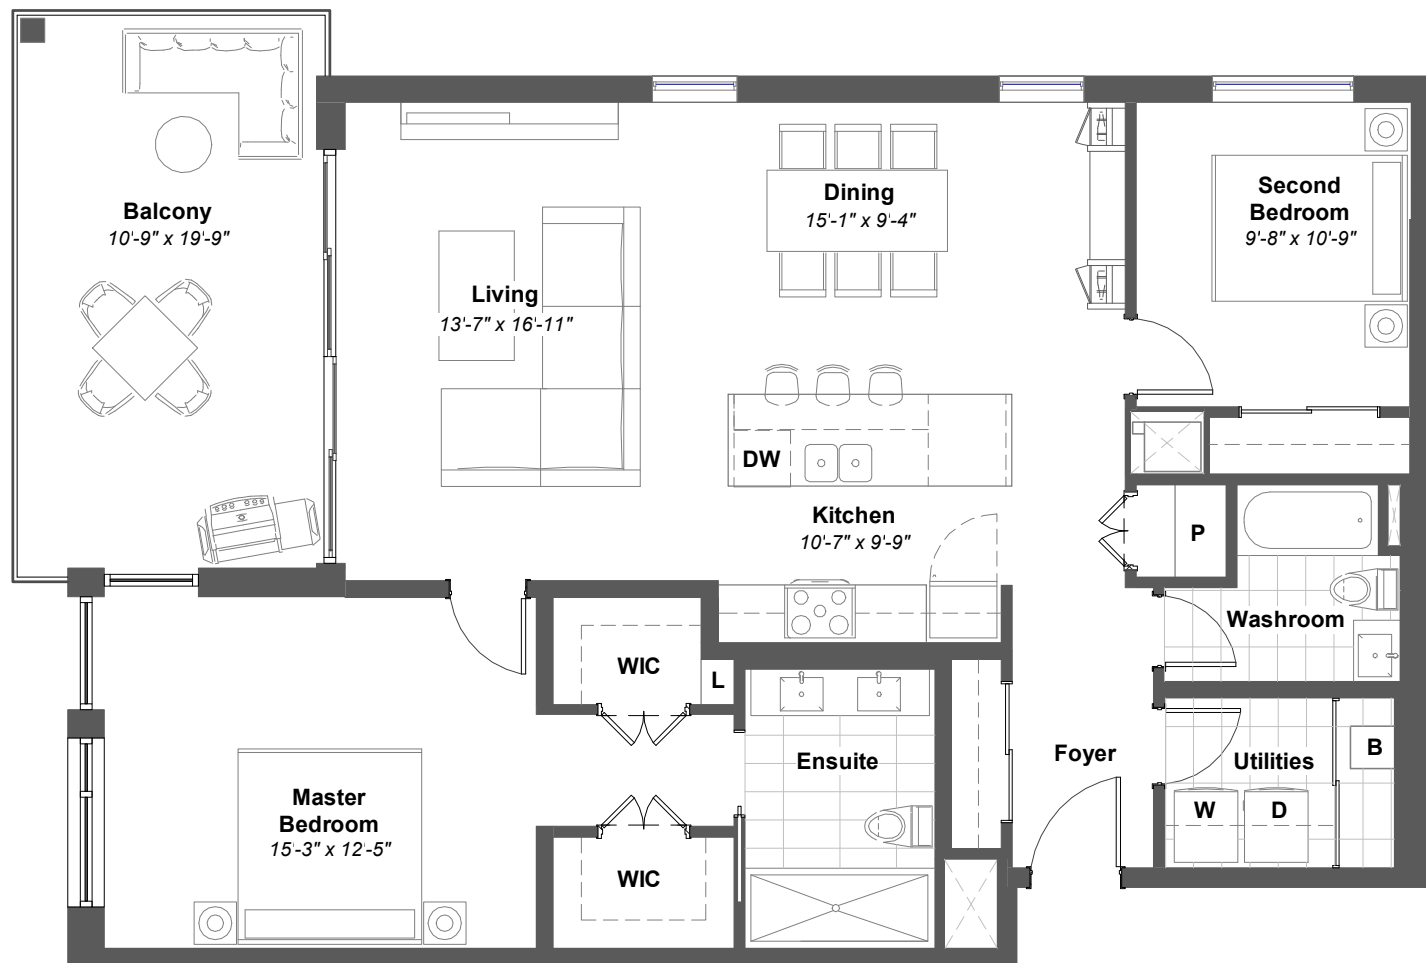 Balcony
10'-9" x 19'-9"
Living
13'-7" x 16'-11"
Dining
15'-1" x 9'-4"
Second
Bedroom
9'-8" x 10'-9"
DW
Kitchen
10'-7" x 9'-9"
P
Washroom
WIC
L
Ensuite
Foyer
Utilities
B
W
D
Master
Bedroom
15'-3" x 12'-5"
WIC